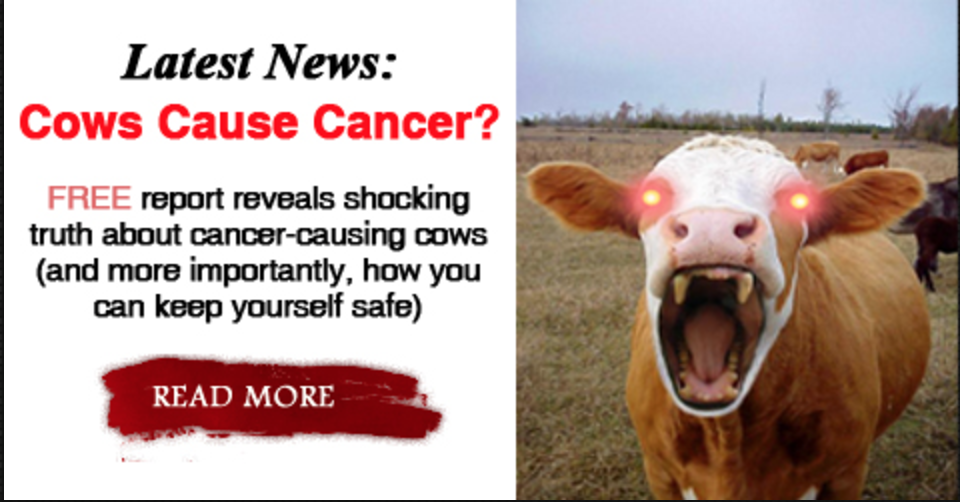 Latest News:
Cows Cause Cancer?
FREE report reveals shocking
truth about cancer-causing cows
(and more importantly, how you
can keep yourself safe)
READ MORE